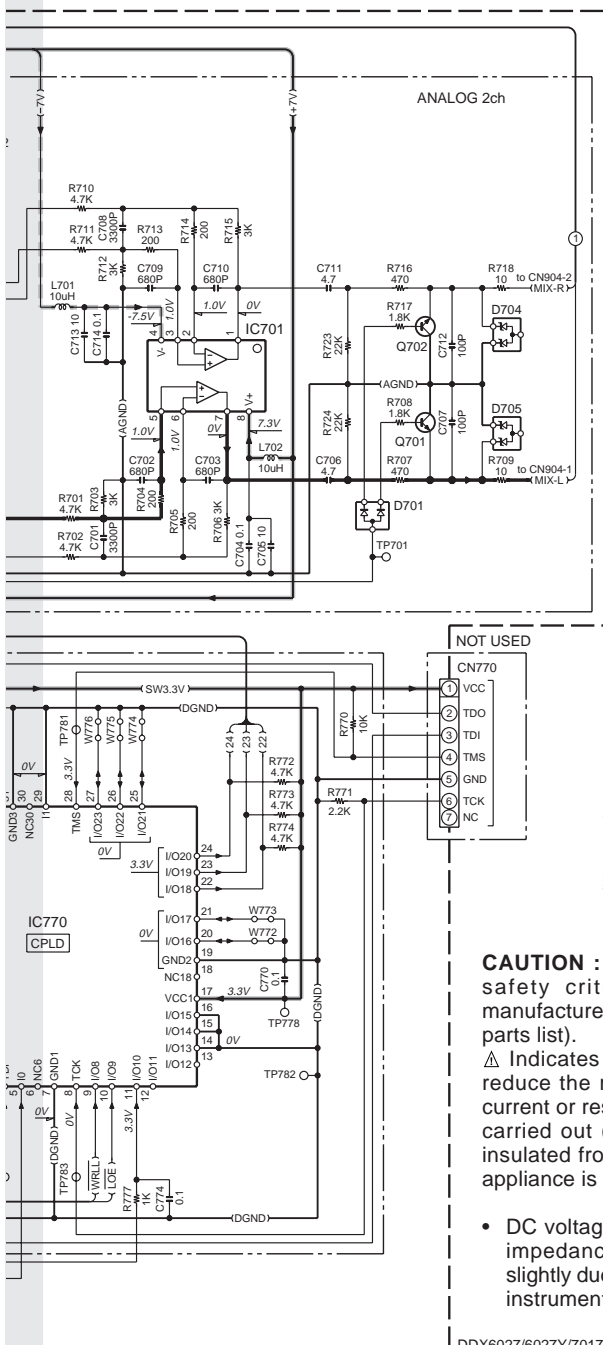 ANALOG 2ch
-7V
+7V
R710
4.7K
R711
4.7K
C708
3300P
R712
3K
R713
200
R714
200
R715
3K
C709
680P
C710
680P
L701
10uH
C713 10
C714 0.1
-7.5V
1.0V
1.0V
0V
4
3
2
1
V-
IC701
V+
5
6
7
8
1.0V
1.0V
0V
7.3V
L702
10uH
(AGND)
C702
680P
C703
680P
R701
4.7K
R702
4.7K
R703
3K
C701
3300P
R704
200
R705
200
R706 3K
C704 0.1
C705 10
C711
4.7
R716
470
R717
1.8K
Q702
R723
22K
R724
22K
(AGND)
R708
1.8K
Q701
C706
4.7
R707
470
C712
100P
C707
100P
R718
10
to CN904-2
(MIX-R)
D704
D705
R709
10
to CN904-1
(MIX-L)
D701
TP701
1
NOT USED
CN770
1 VCC
2 TDO
3 TDI
4 TMS
5 GND
6 TCK
7 NC
(SW3.3V)
(DGND)
R770
10K
R771
2.2K
TP781
W776
W775
W774
24
23
22
R772
4.7K
R773
4.7K
R774
4.7K
0V
3.3V
30
29
28
27
26
25
GND3
NC30
I1
TMS
I/O23
I/O22
I/O21
0V
IC770
CPLD
I/O20 24
I/O19 23
I/O18 22
3.3V
I/O17 21
I/O16 20
0V
W773
W772
GND2 19
NC18 18
VCC1 17
3.3V
C770
0.1
TP778
I/O15 16
I/O14 15
I/O13 14
I/O12 13
0V
(DGND)
TP782
I0
NC6
GND1
TCK
I/O8
I/O9
I/O10
I/O11
5
6
7
8
9
10
11
12
0V
0V
3.3V
(DGND)
TP783
WRLL
LOE
R777
1K
C774
0.1
(DGND)
CAUTION :
safety crit
manufacture
parts list).
⚠ Indicates
reduce the
current or res
carried out
insulated fro
appliance is
• DC voltag
impedanc
slightly du
instrument
DDX6027/6027Y/7017